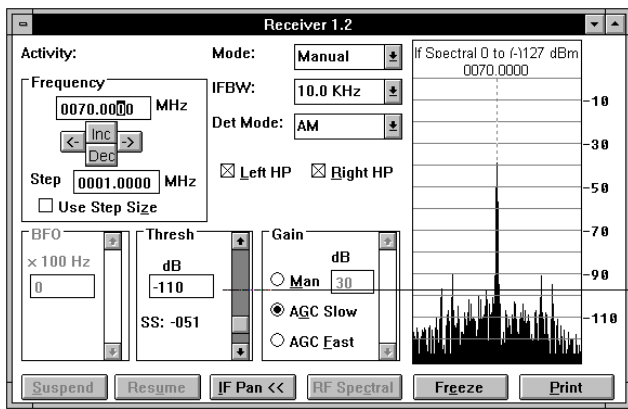 Receiver 1.2
Activity:
Mode: Manual
IFBW: 10.0 KHz
Det Mode: AM
Left HP Right HP
Frequency
0070.0000 MHz
<- Inc ->
Dec
Step 0001.0000 MHz
Use Step Size
BFO
x 100 Hz
0
Thresh
dB
-110
SS: -051
Gain
dB
Man 30
AGC Slow
AGC Fast
If Spectral 0 to (-)127 dBm
0070.0000
-10
-30
-50
-70
-90
-110
Suspend Resume IF Pan << RF Spectral Freeze Print